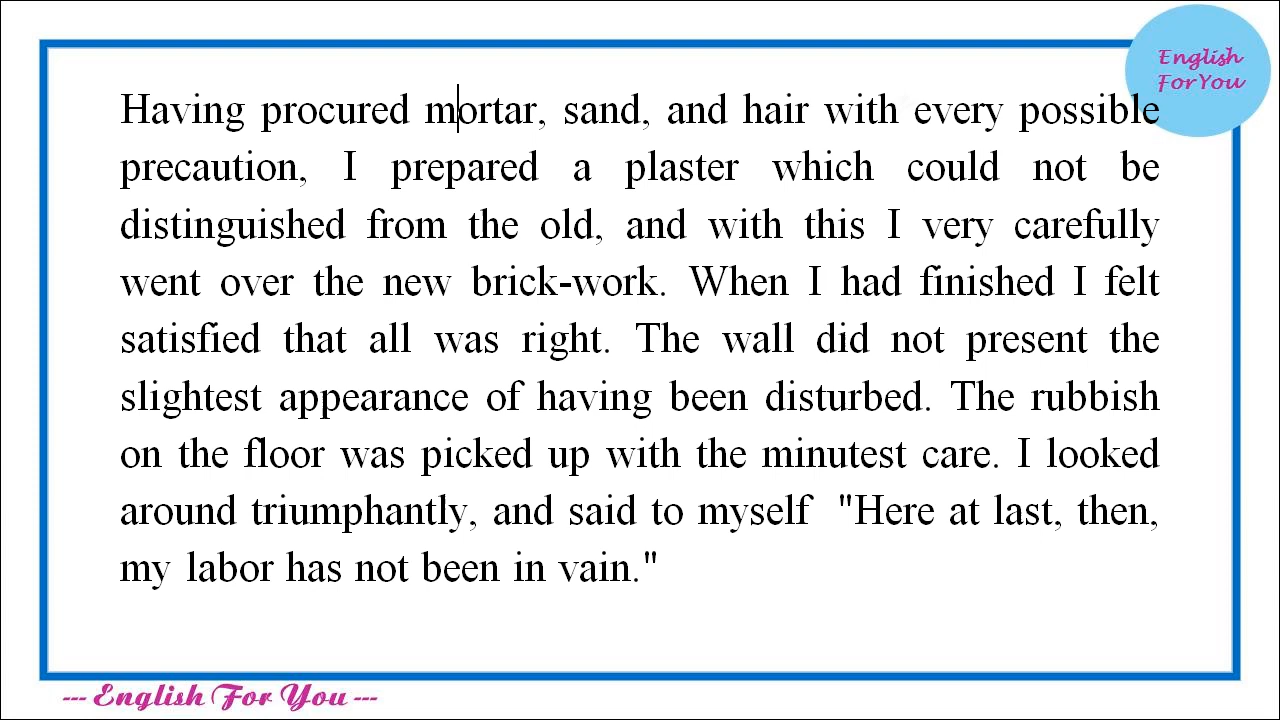 English
ForYou
Having procured mortar, sand, and hair with every possible
precaution, I prepared a plaster which could not be
distinguished from the old, and with this I very carefully
went over the new brick-work. When I had finished I felt
satisfied that all was right. The wall did not present the
slightest appearance of having been disturbed. The rubbish
on the floor was picked up with the minutest care. I looked
around triumphantly, and said to myself  "Here at last, then,
my labor has not been in vain."
--- English For You ---